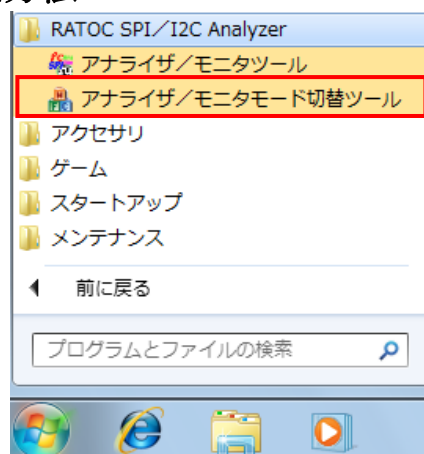 RATOC SPI／I2C Analyzer
アナライザ／モニタツール
アナライザ／モニタモード切替ツール
アクセサリ
ゲーム
スタートアップ
メンテナンス
前に戻る
プログラムとファイルの検索